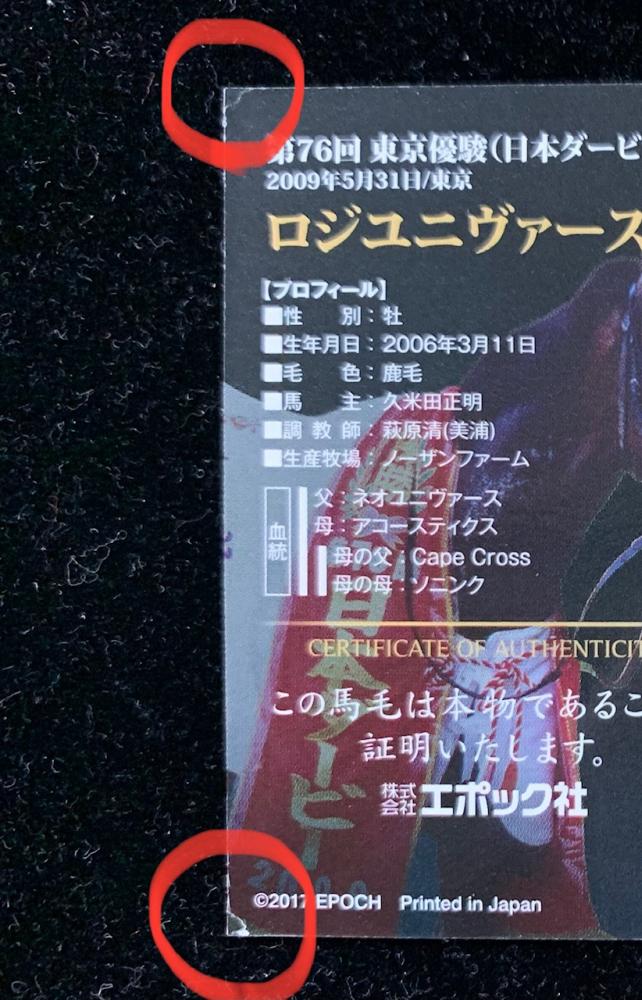 第76回 東京優駿(日本ダービ
2009年5月31日/東京
ロジユニヴァース
【プロフィール】
■性 別：牡
■生年月日：2006年3月11日
■毛 色：鹿毛
■馬 主：久米田正明
■調 教 師：萩原清(美浦)
■生産牧場：ノーザンファーム
血統
父：ネオユニヴァース
母：アコースティクス
母の父：Cape Cross
母の母：ソニンク
CERTIFICATE OF AUTHENTICIT
この馬毛は本物であるこ
証明いたします。
株式会社エポック社
日本ダービー
©2017 EPOCH Printed in Japan